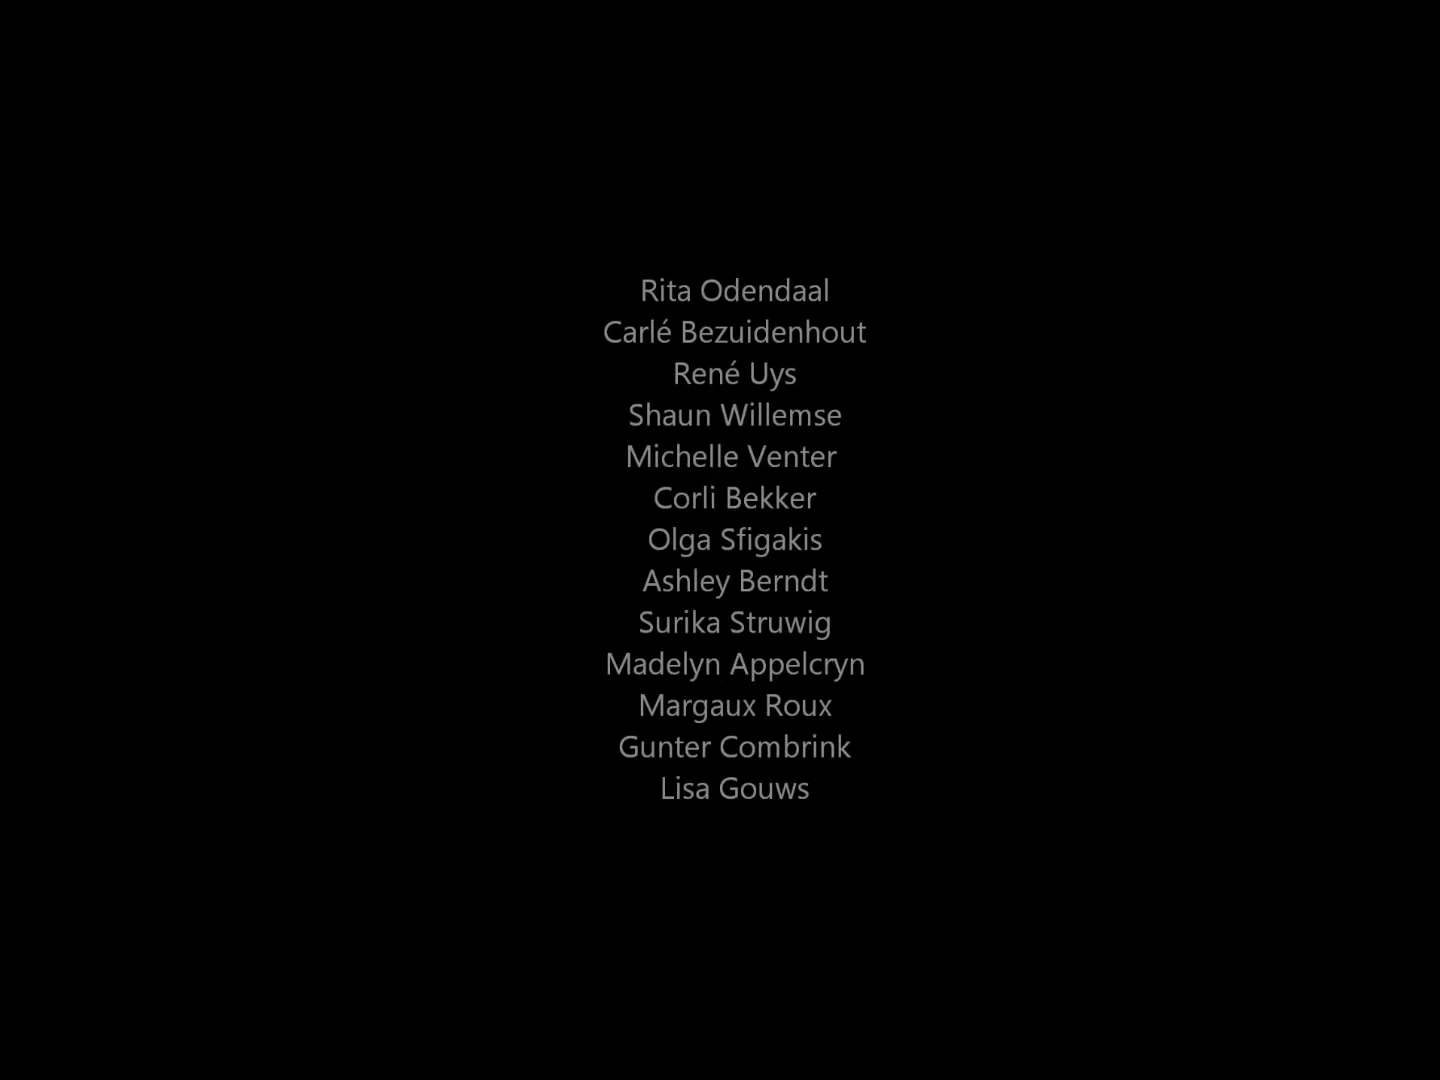 Rita Odendaal
Carlé Bezuidenhout
René Uys
Shaun Willemse
Michelle Venter
Corli Bekker
Olga Sfigakis
Ashley Berndt
Surika Struwig
Madelyn Appelcryn
Margaux Roux
Gunter Combrink
Lisa Gouws